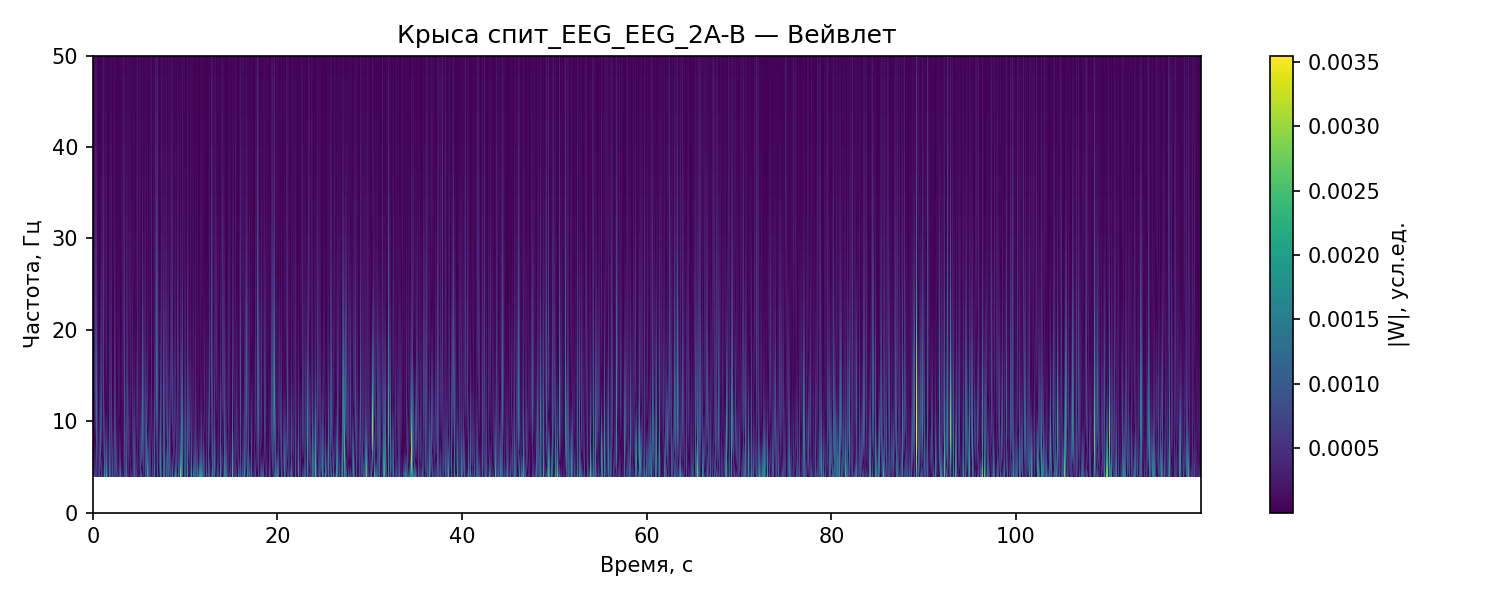 Крыса спит_EEG_EEG_2A-B — Вейвлет
50
40
30
20
10
0
Частота, Гц
0 20 40 60 80 100
Время, с
0.0035
0.0030
0.0025
0.0020
0.0015
0.0010
0.0005
|W|, усл.ед.